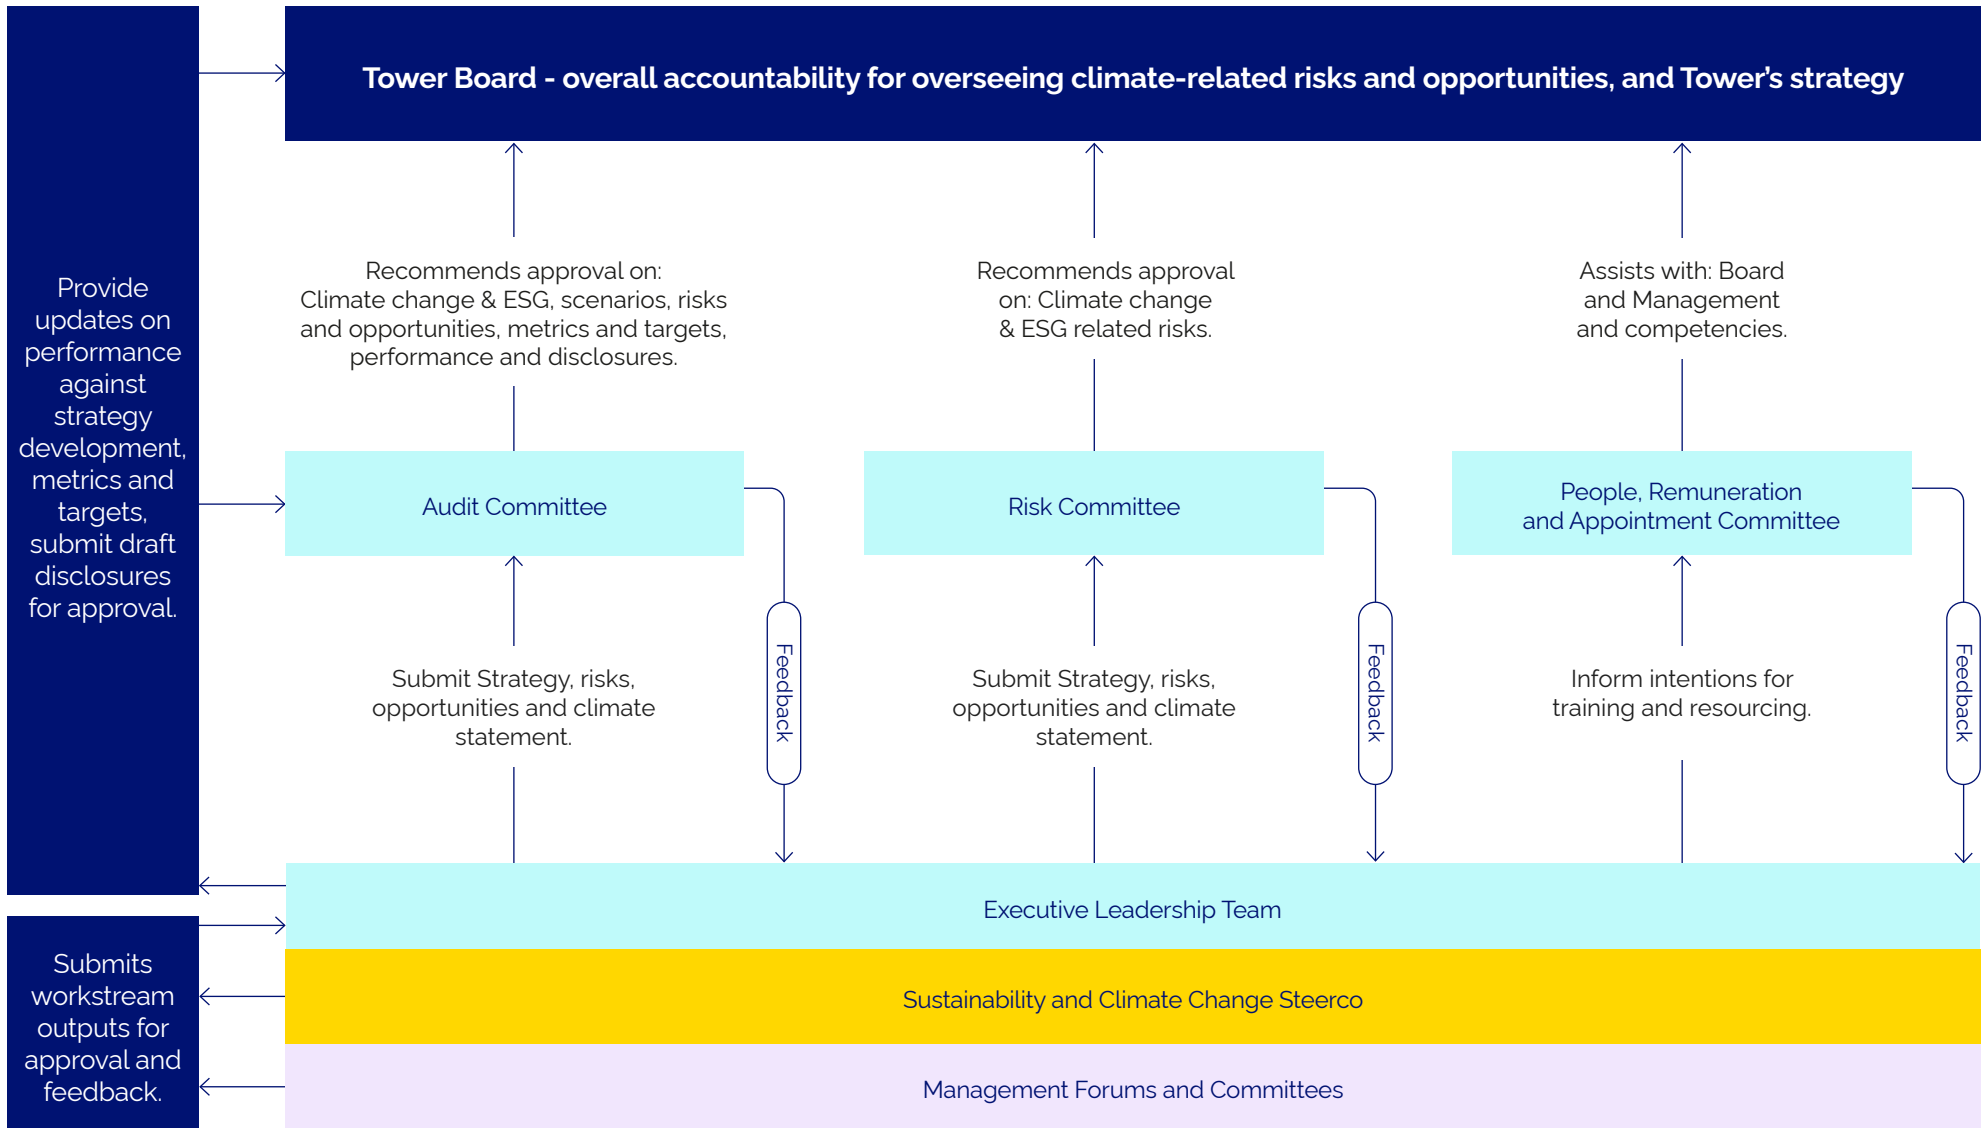 Tower Board - overall accountability for overseeing climate-related risks and opportunities, and Tower's strategy
Provide
updates on
performance
against
strategy
development,
metrics and
targets,
submit draft
disclosures
for approval.
Recommends approval on:
Climate change & ESG, scenarios, risks
and opportunities, metrics and targets,
performance and disclosures.
Recommends approval
on: Climate change
& ESG related risks.
Assists with: Board
and Management
and competencies.
Audit Committee
Risk Committee
People, Remuneration
and Appointment Committee
Submit Strategy, risks,
opportunities and climate
statement.
Feedback
Submit Strategy, risks,
opportunities and climate
statement.
Feedback
Inform intentions for
training and resourcing.
Feedback
Executive Leadership Team
Submits
workstream
outputs for
approval and
feedback.
Sustainability and Climate Change Steerco
Management Forums and Committees